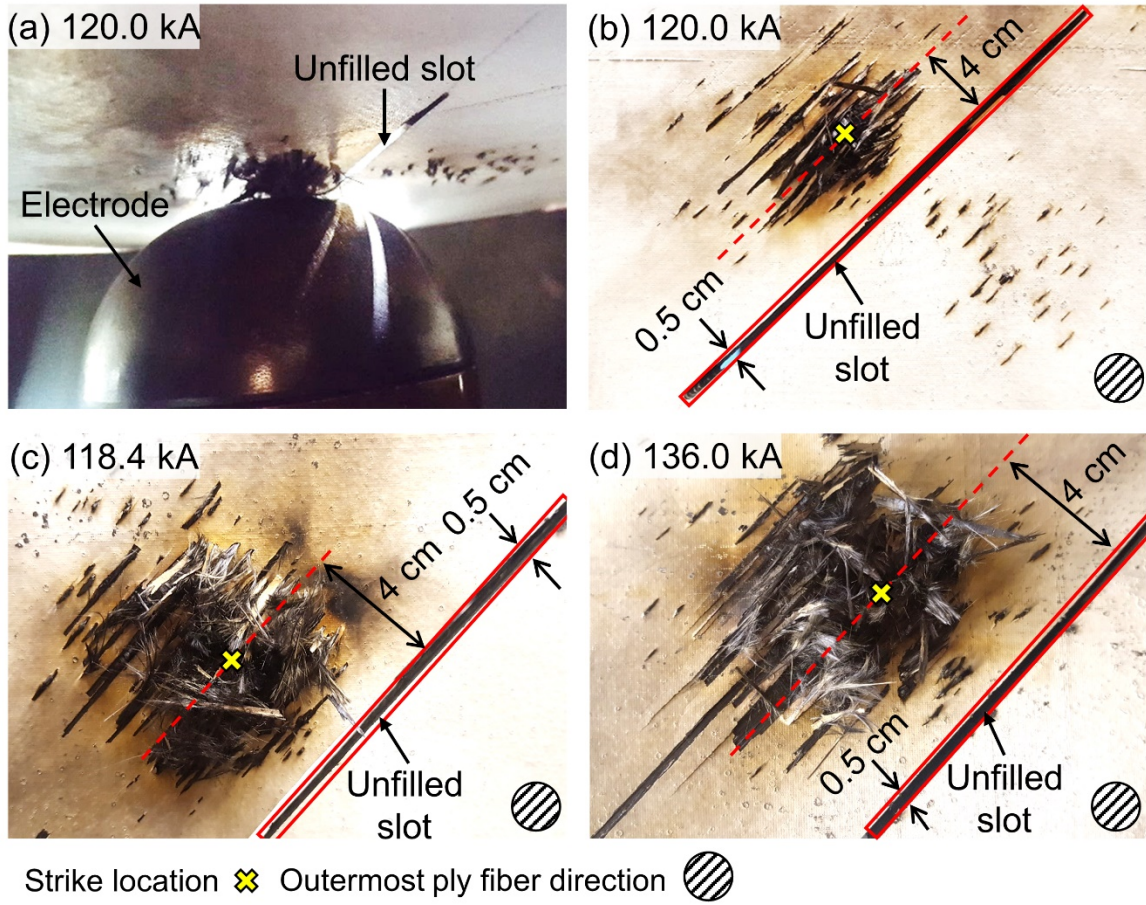 (a) 120.0 kA
Unfilled slot
Electrode
(b) 120.0 kA
4 cm
0.5 cm
Unfilled
slot
(c) 118.4 kA
0.5 cm
4 cm
Unfilled
slot
(d) 136.0 kA
4 cm
0.5 cm
Unfilled
slot
Strike location
Outermost ply fiber direction